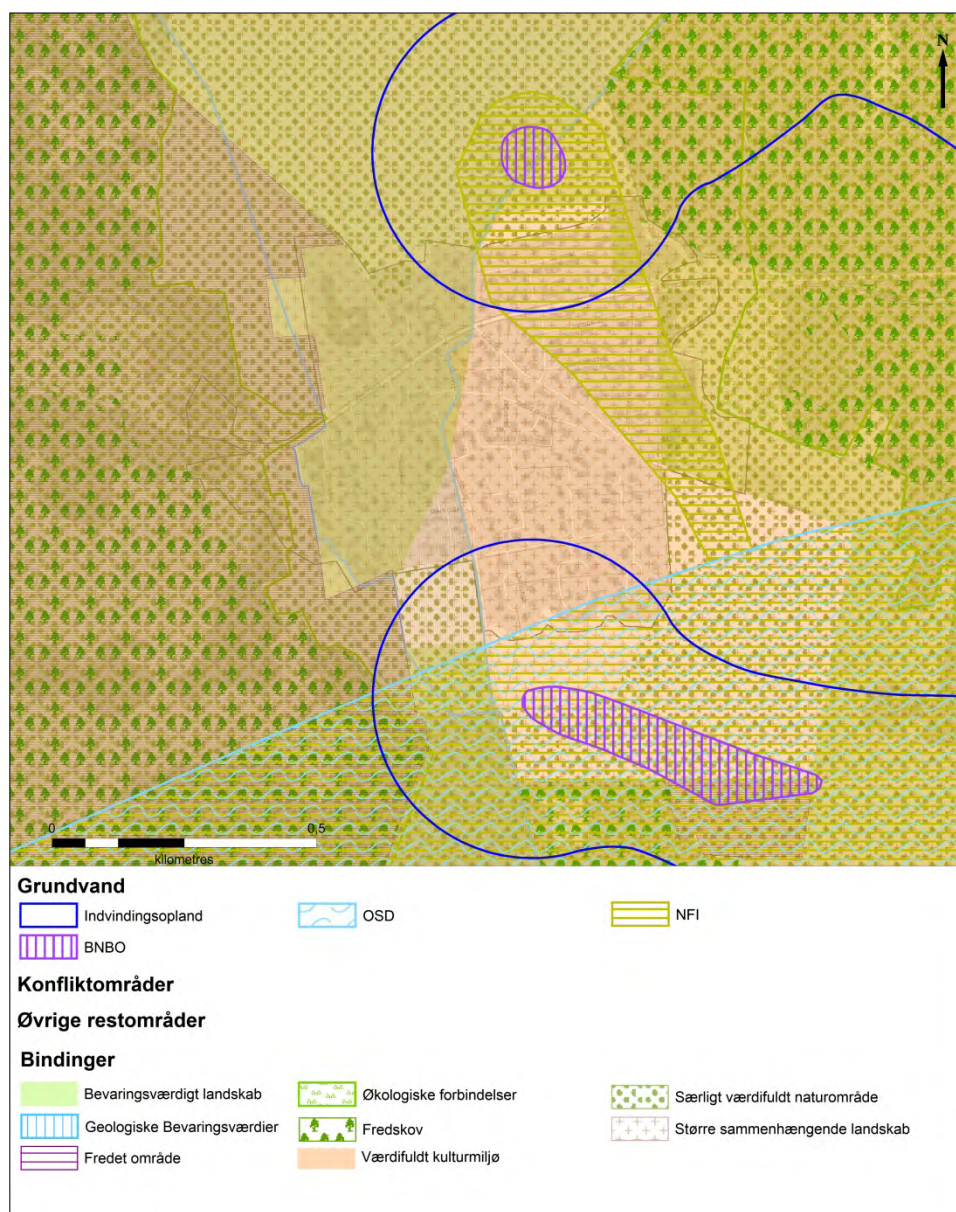 N
0
0,5
kilometres
Grundvand
Indvindingsopland
OSD
NFI
BNBO
Konfliktområder
Øvrige restområder
Bindinger
Bevaringsværdigt landskab
Økologiske forbindelser
Særligt værdifuldt naturområde
Geologiske Bevaringsværdier
Fredskov
Større sammenhængende landskab
Fredet område
Værdifuldt kulturmiljø